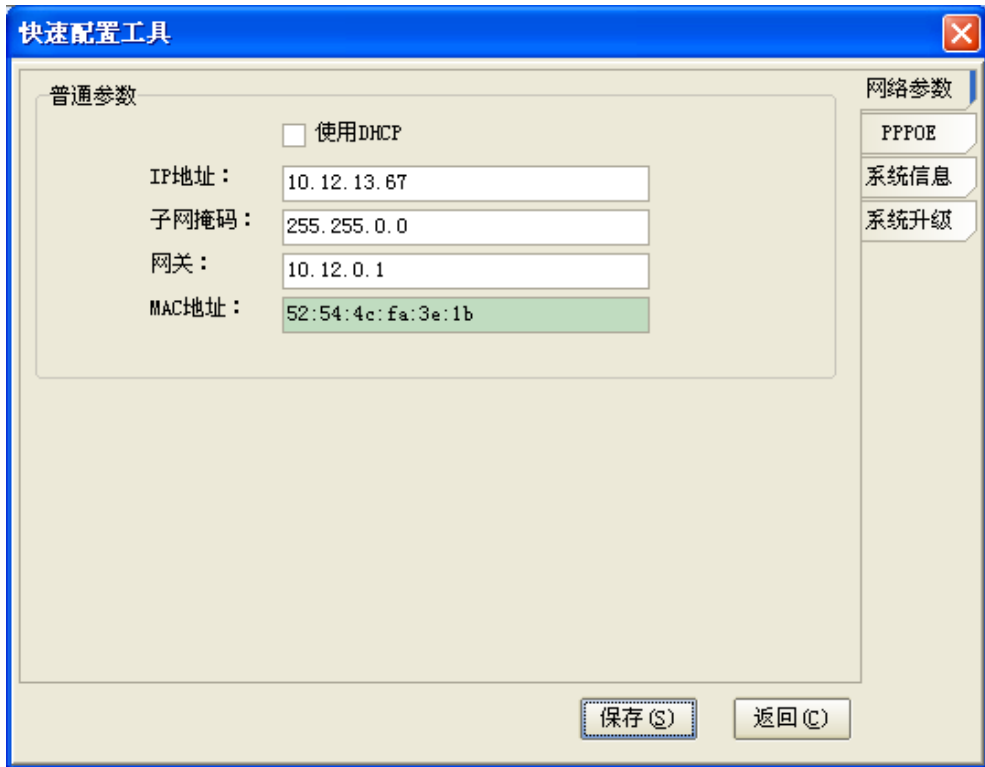 快速配置工具
普通参数
使用DHCP
IP地址：
10.12.13.67
子网掩码：
255.255.0.0
网关：
10.12.0.1
MAC地址：
52:54:4c:fa:3e:1b
网络参数
PPPOE
系统信息
系统升级
保存(S)
返回(C)